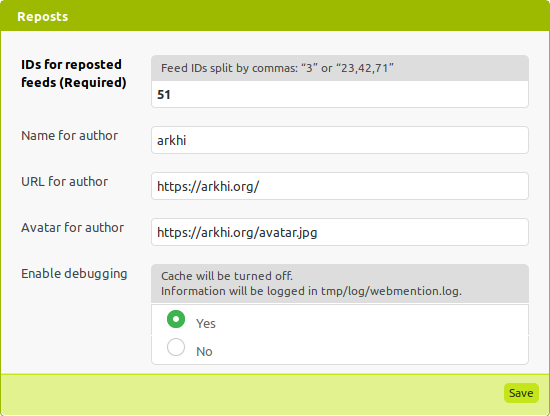 Reposts
IDs for reposted
feeds (Required)
Feed IDs split by commas: “3” or “23,42,71”
51
Name for author
arkhi
URL for author
https://arkhi.org/
Avatar for author
https://arkhi.org/avatar.jpg
Enable debugging
Cache will be turned off.
Information will be logged in tmp/log/webmention.log.
Yes
No
Save